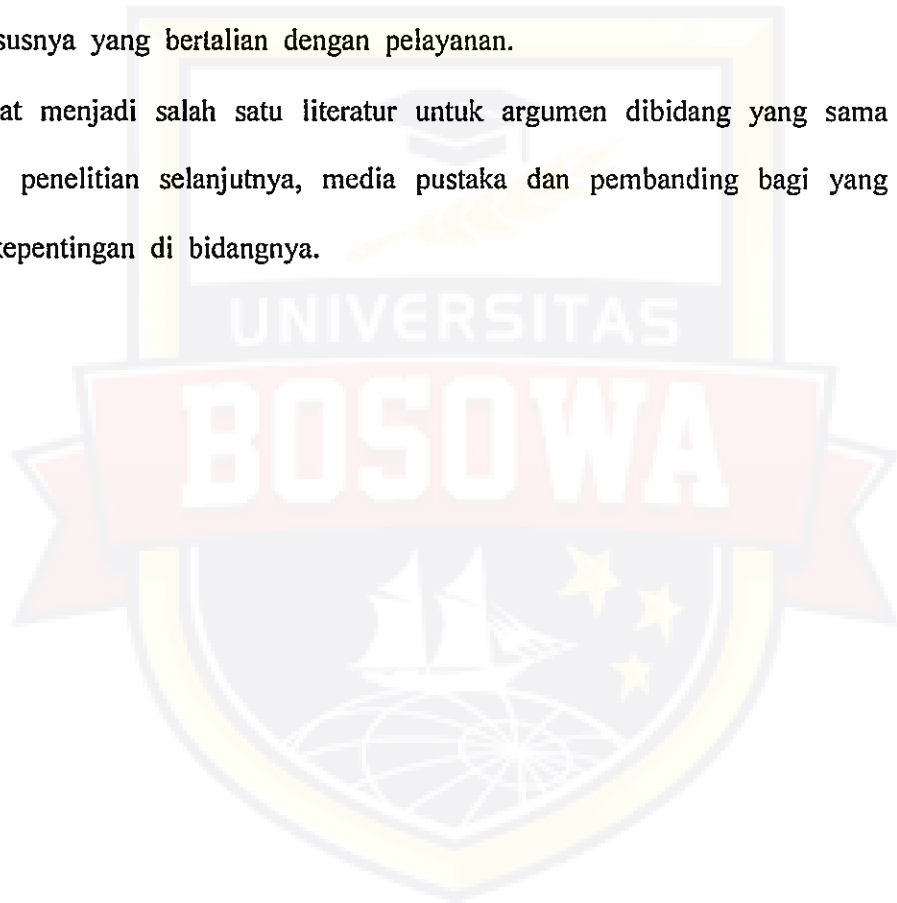 susnya yang bertalian dengan pelayanan.
at menjadi salah satu literatur untuk argumen dibidang yang sama
penelitian selanjutnya, media pustaka dan pembanding bagi yang
kepentingan di bidangnya.
UNIVERSITAS
BOSOWA